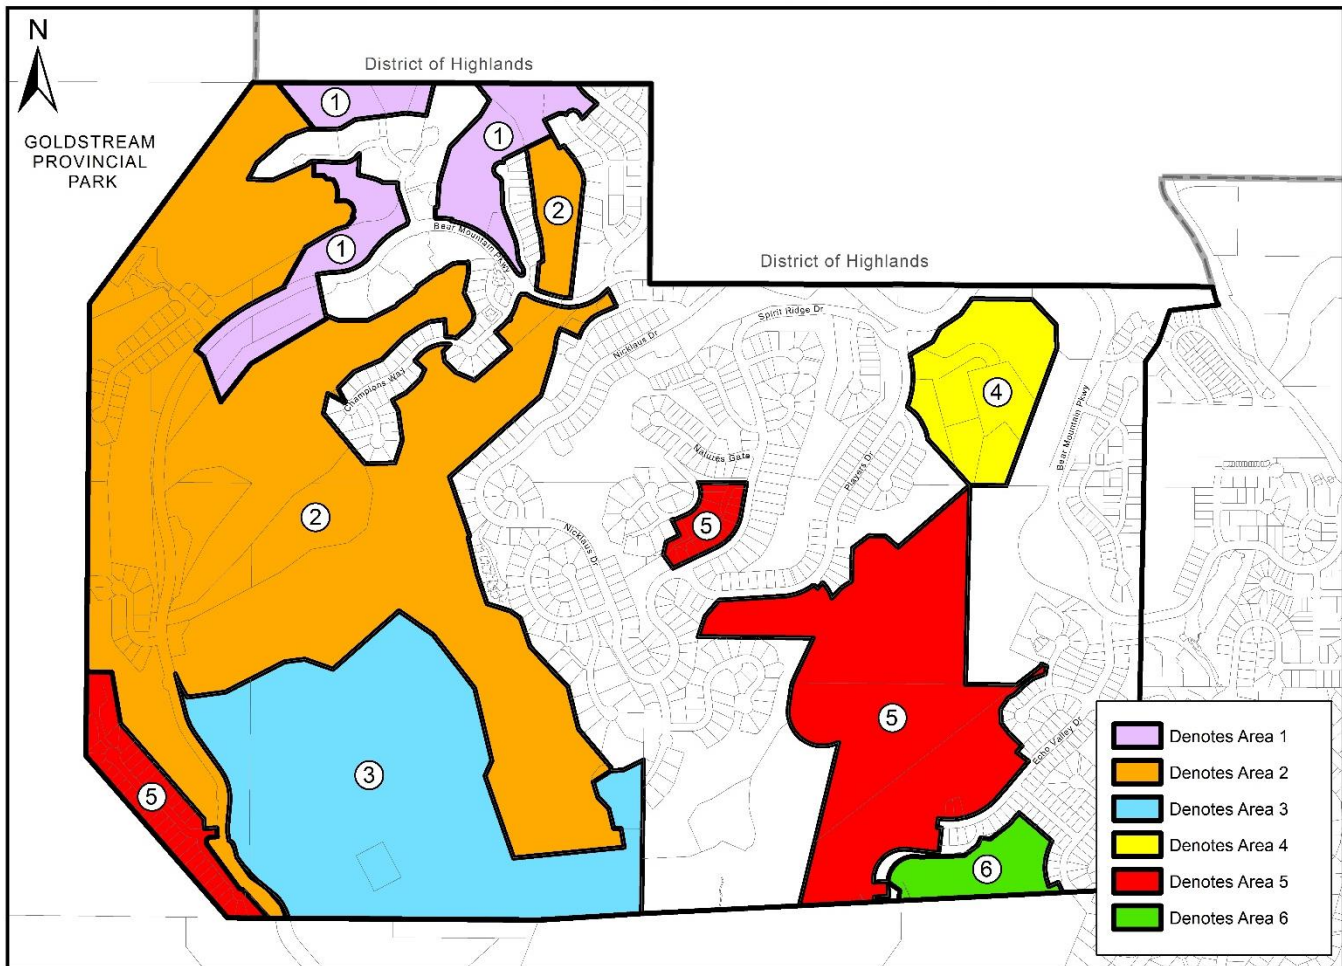 N
District of Highlands
GOLDSTREAM
PROVINCIAL
PARK
1
1
2
1
Bear Mountain Pkwy
District of Highlands
Spirit Ridge Dr
Nicklaus Dr
Champions Way
4
Bear Mountain Pkwy
Natures Gate
Players Dr
2
5
Nicklaus Dr
5
Echo Valley Dr
3
5
6
Denotes Area 1
Denotes Area 2
Denotes Area 3
Denotes Area 4
Denotes Area 5
Denotes Area 6